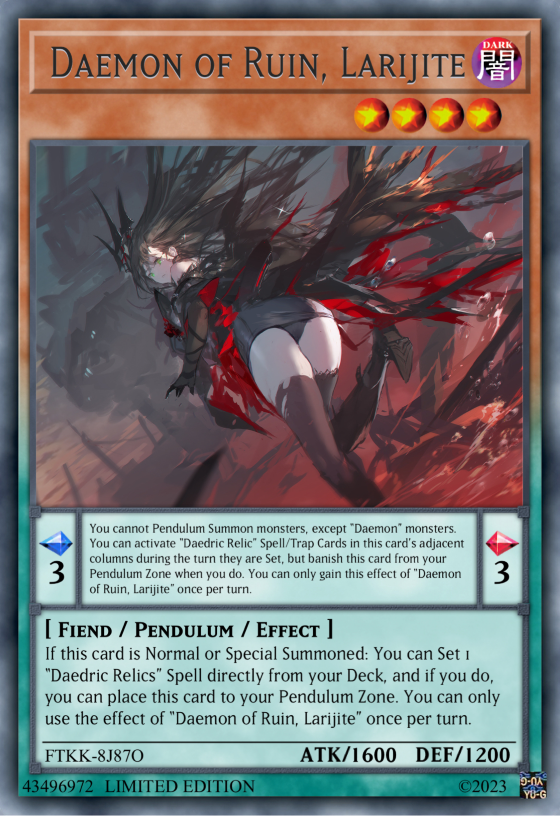 Daemon of Ruin, Larijite
DARK
闇
You cannot Pendulum Summon monsters, except "Daemon" monsters.
You can activate "Daedric Relic" Spell/Trap Cards in this card's adjacent
columns during the turn they are Set, but banish this card from your
Pendulum Zone when you do. You can only gain this effect of "Daemon
of Ruin, Larijite" once per turn.
3
3
[ Fiend / Pendulum / Effect ]
If this card is Normal or Special Summoned: You can Set 1
"Daedric Relics" Spell directly from your Deck, and if you do,
you can place this card to your Pendulum Zone. You can only
use the effect of "Daemon of Ruin, Larijite" once per turn.
FTKK-8J87O
ATK/1600 DEF/1200
43496972 LIMITED EDITION
©2023